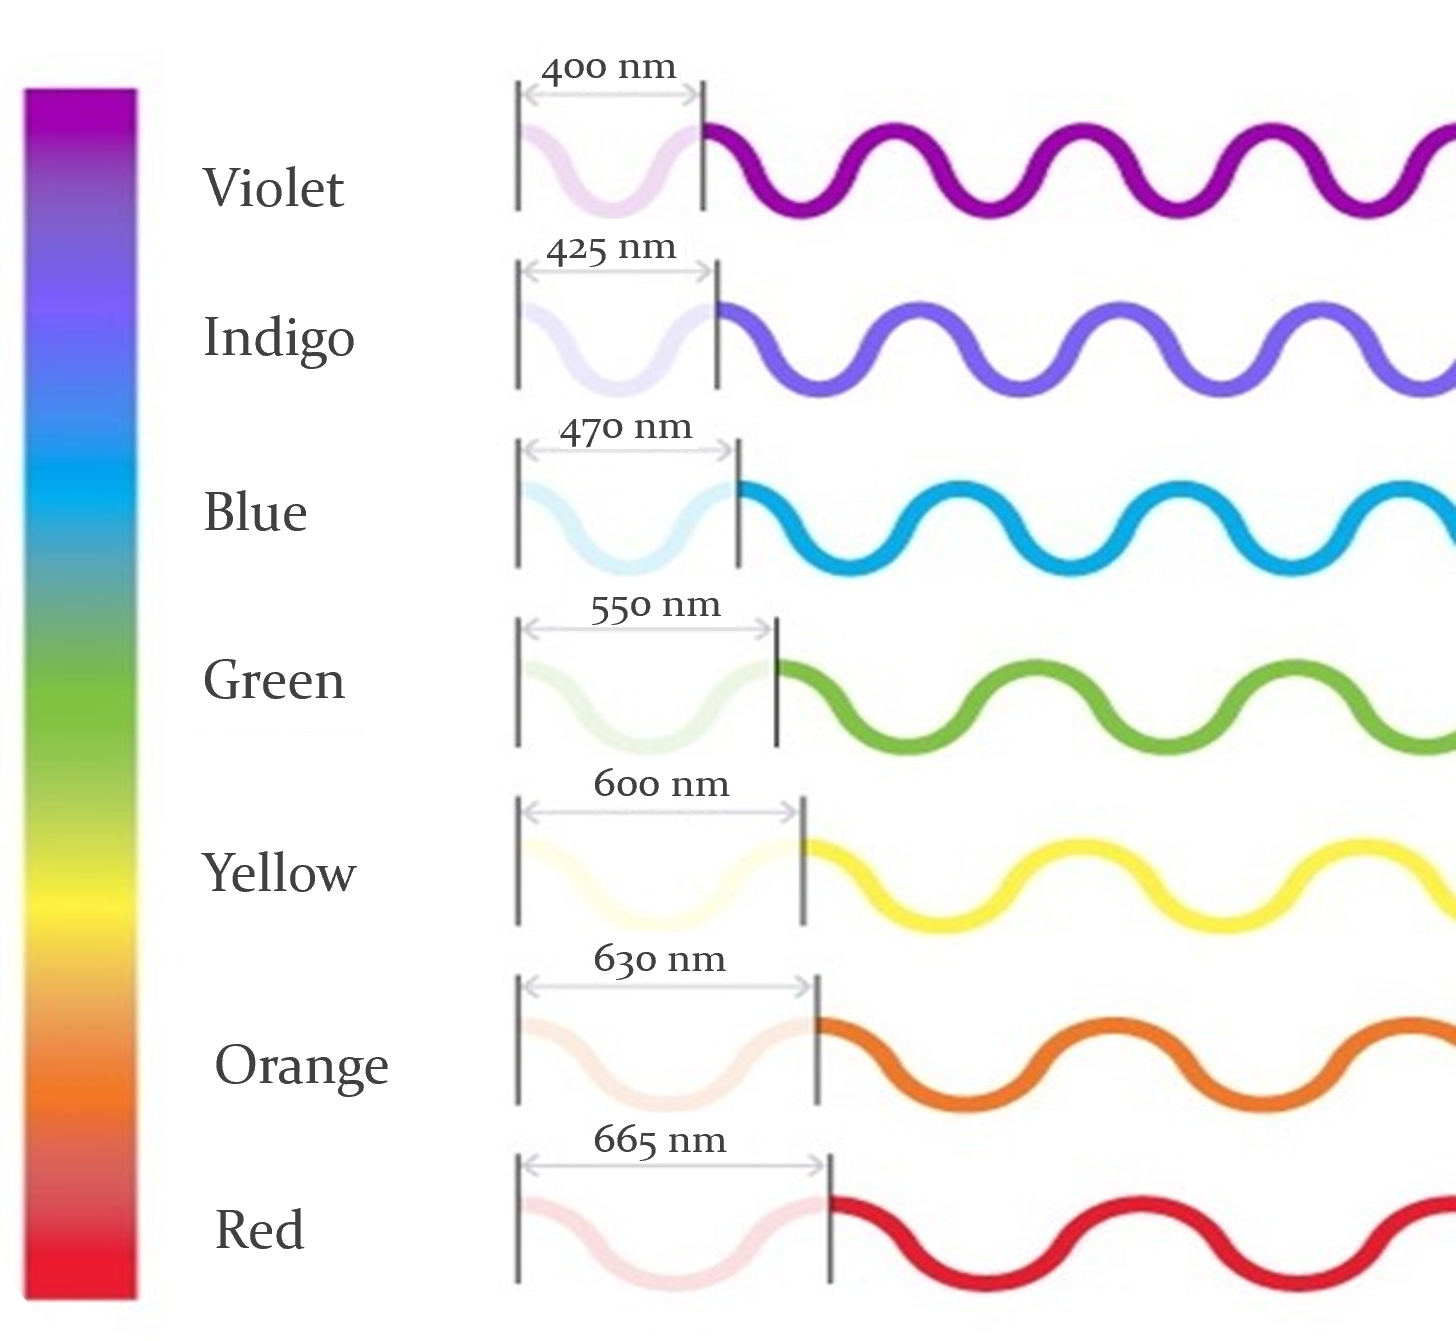 400 nm
Violet
425 nm
Indigo
470 nm
Blue
550 nm
Green
600 nm
Yellow
630 nm
Orange
665 nm
Red